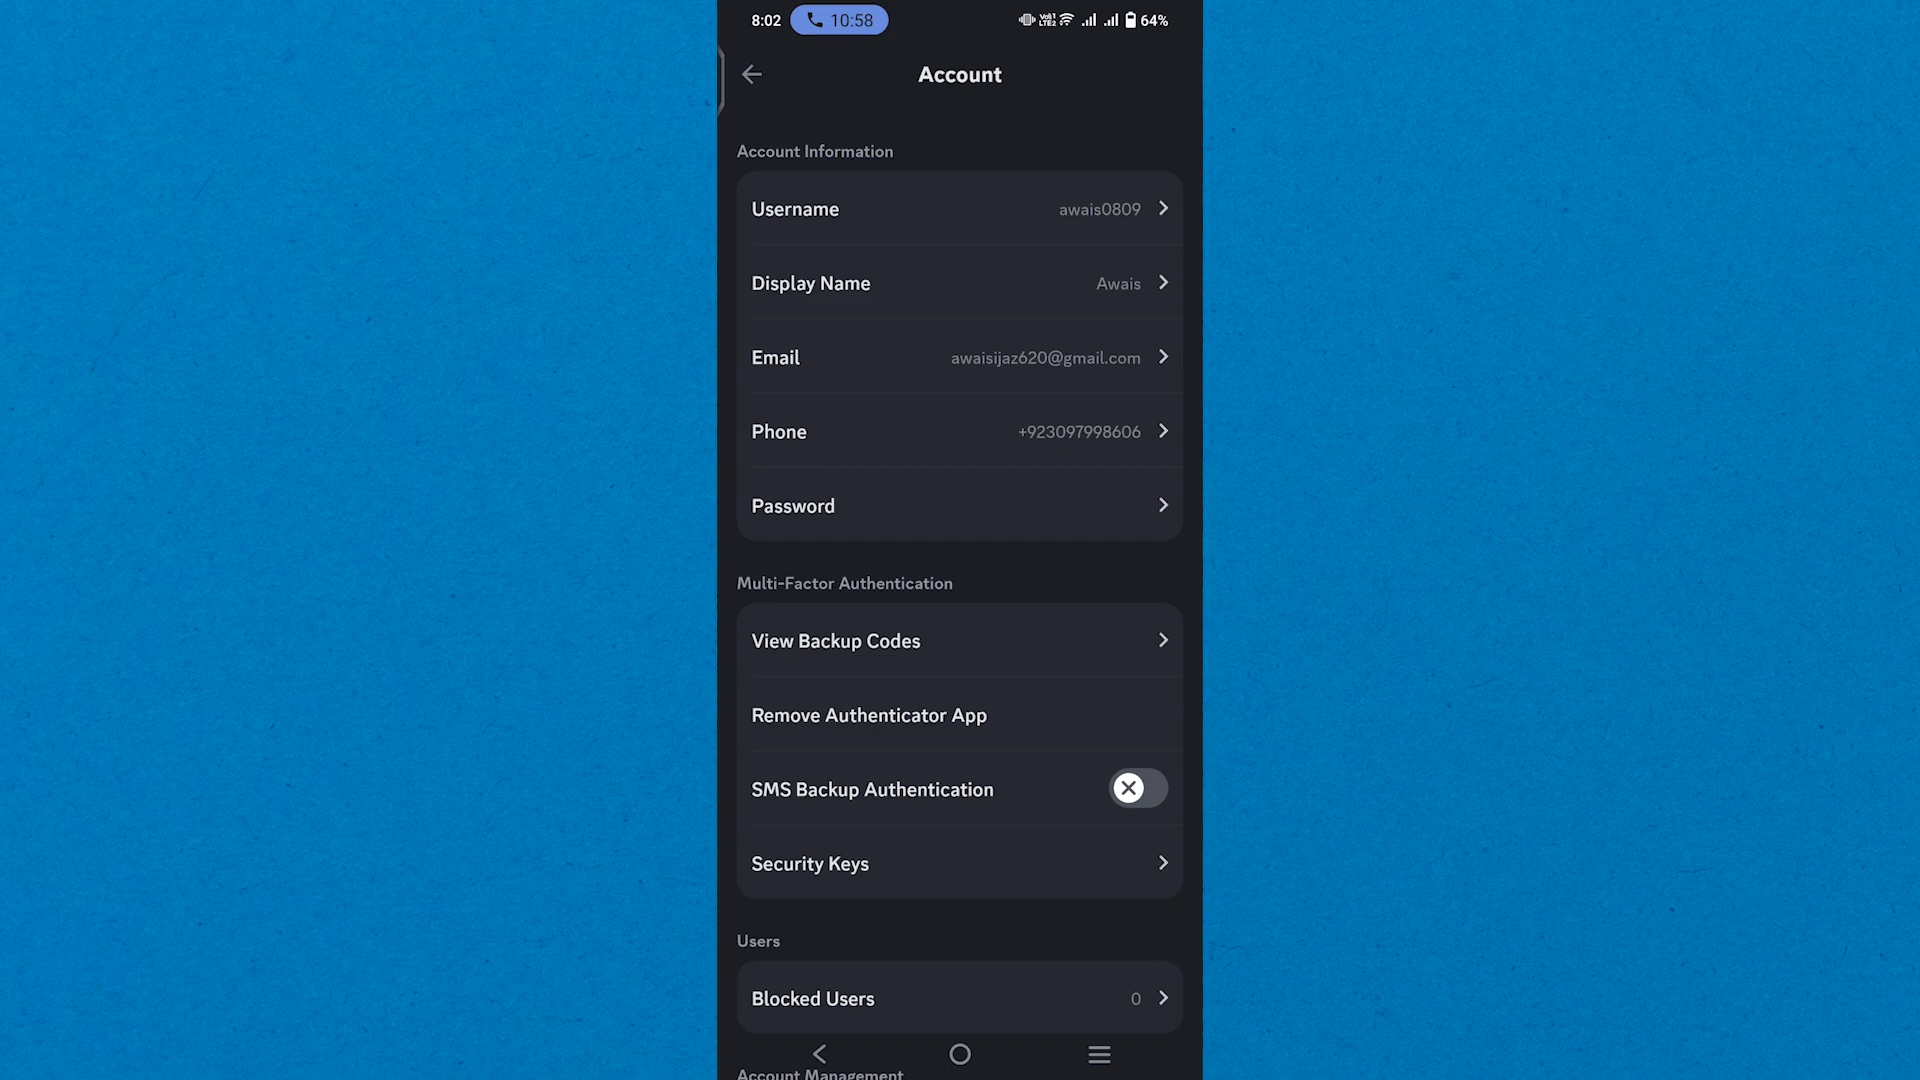 8:02 10:58 64%
Account
Account Information
Username awais0809
Display Name Awais
Email awaisijaz620@gmail.com
Phone +923097998606
Password
Multi-Factor Authentication
View Backup Codes
Remove Authenticator App
SMS Backup Authentication
Security Keys
Users
Blocked Users 0
Account Management